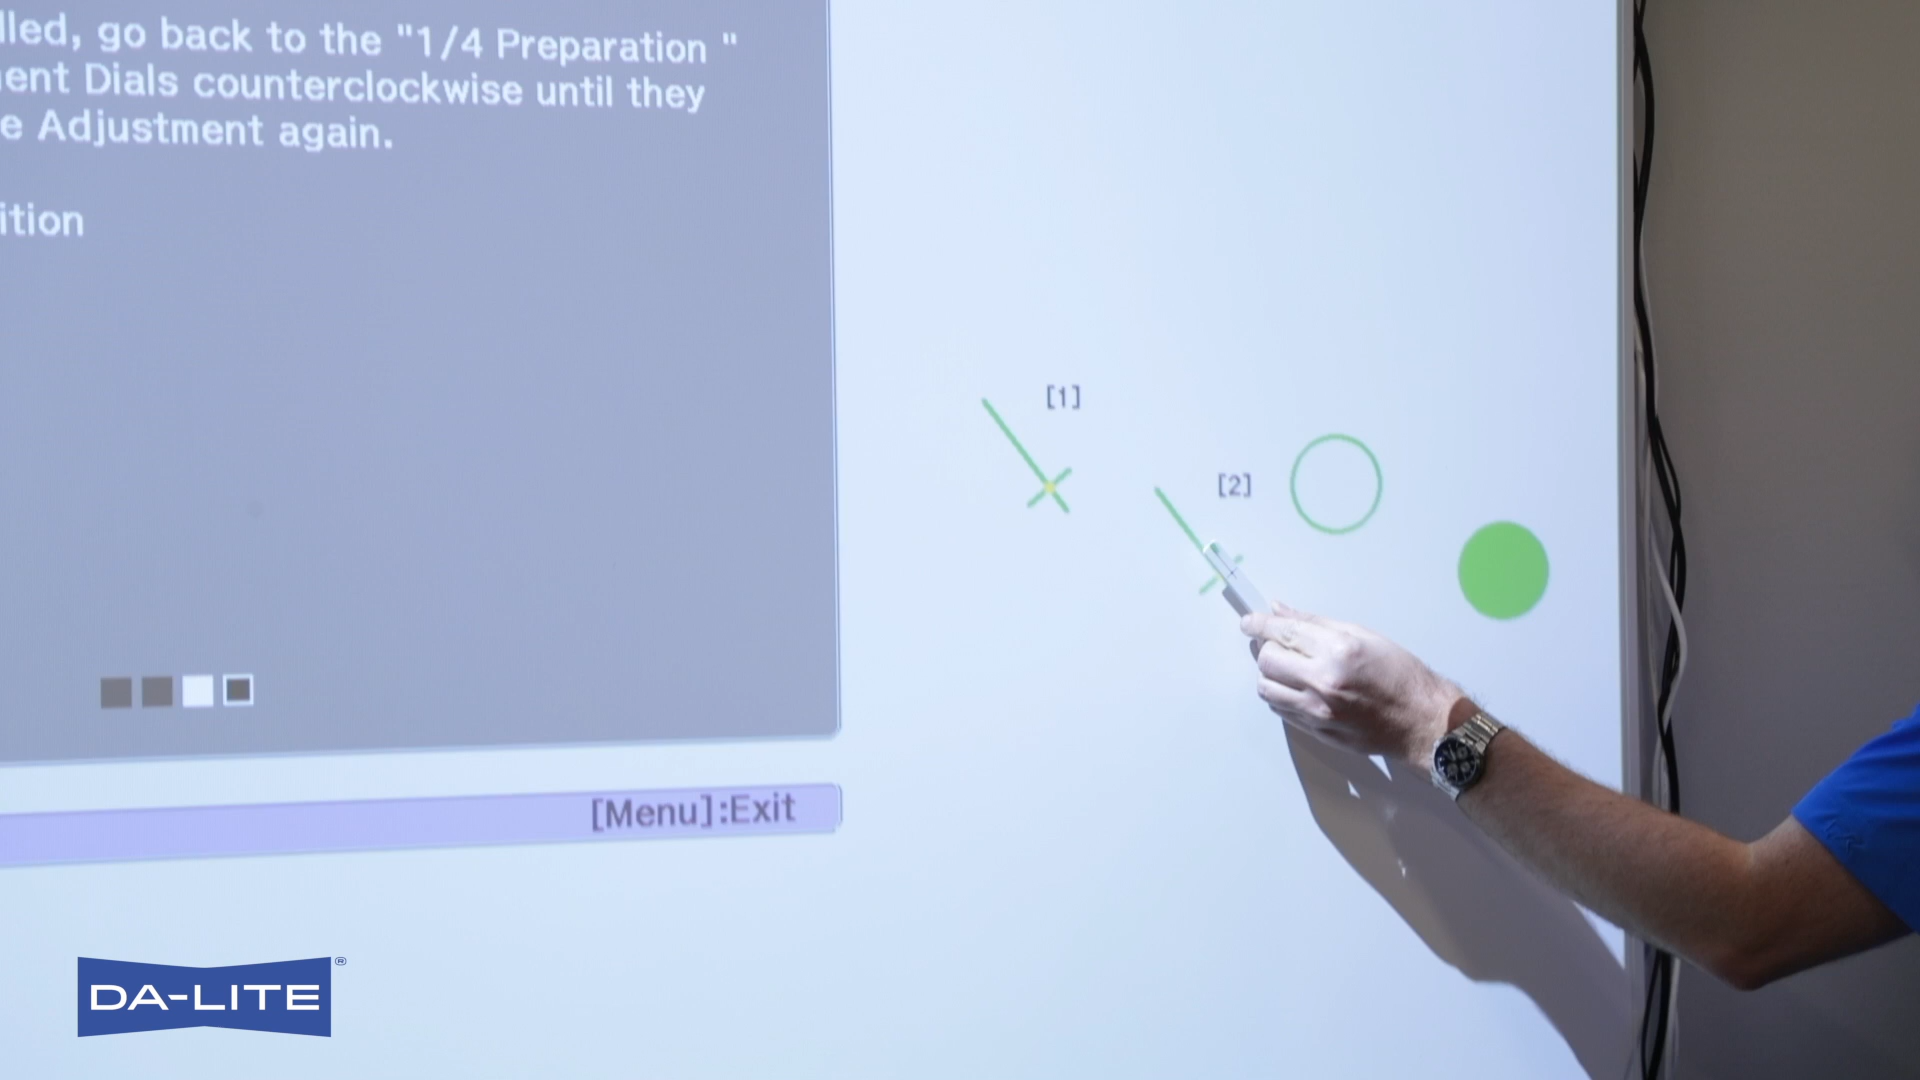 lled, go back to the "1/4 Preparation "
ent Dials counterclockwise until they
e Adjustment again.
ition
[1]
[2]
[Menu]:Exit
DA-LITE®